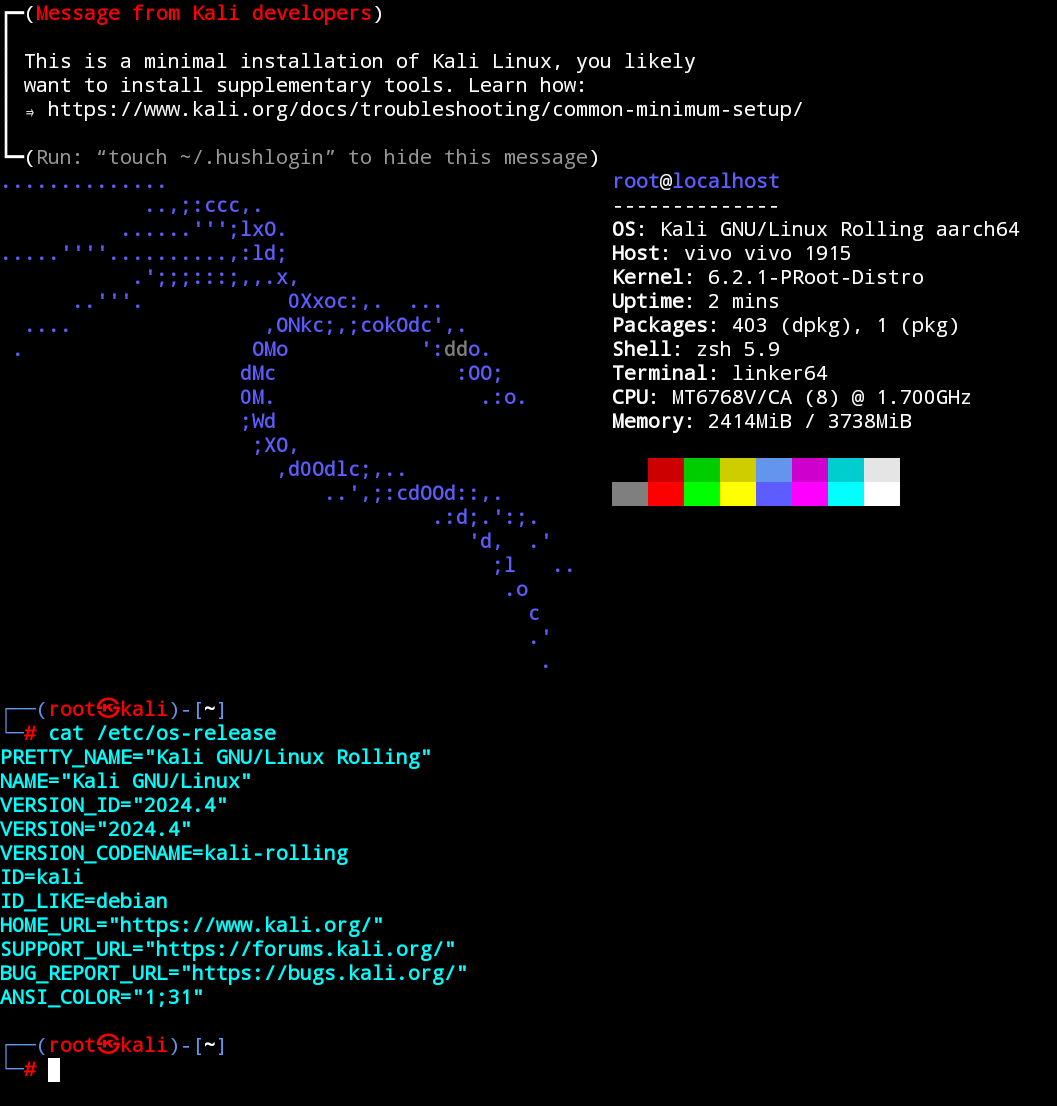 ┌──(Message from Kali developers)
│
│ This is a minimal installation of Kali Linux, you likely
│ want to install supplementary tools. Learn how:
│ ⇒ https://www.kali.org/docs/troubleshooting/common-minimum-setup/
│
└──(Run: “touch ~/.hushlogin” to hide this message)
..............                                     root@localhost
            ..,;:ccc,.                             --------------
          ......''';lxO.                           OS: Kali GNU/Linux Rolling aarch64
.....''''..........,:ld;                           Host: vivo vivo 1915
           .';;;:::;,,.x,                          Kernel: 6.2.1-PRoot-Distro
      ..'''.            0Xxoc:,.  ...              Uptime: 2 mins
  ....                ,ONkc;,;cokOdc',.            Packages: 403 (dpkg), 1 (pkg)
 .                   OMo           ':ddo.          Shell: zsh 5.9
                    dMc               :OO;         Terminal: linker64
                    0M.                 .:o.       CPU: MT6768V/CA (8) @ 1.700GHz
                    ;Wd                            Memory: 2414MiB / 3738MiB
                     ;XO,
                       ,d0Odlc;,..
                           ..',;:cdOOd::,.
                                    .:d;.':;.
                                       'd,  .'
                                         ;l   ..
                                          .o
                                            c
                                            .'
                                             .
┌──(root㉿kali)-[~]
└─# cat /etc/os-release
PRETTY_NAME="Kali GNU/Linux Rolling"
NAME="Kali GNU/Linux"
VERSION_ID="2024.4"
VERSION="2024.4"
VERSION_CODENAME=kali-rolling
ID=kali
ID_LIKE=debian
HOME_URL="https://www.kali.org/"
SUPPORT_URL="https://forums.kali.org/"
BUG_REPORT_URL="https://bugs.kali.org/"
ANSI_COLOR="1;31"
┌──(root㉿kali)-[~]
└─#